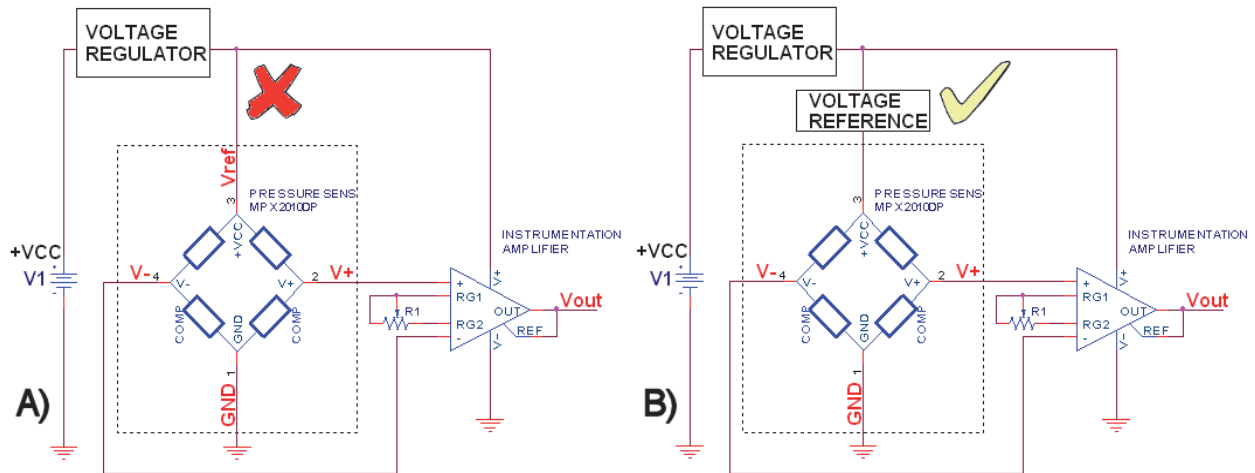 VOLTAGE
REGULATOR
Vref
3
PRESSURE SENS
MPX2010DP
+VCC
INSTRUMENTATION
AMPLIFIER
+VCC
V1
V-
4
V-
V+
2
V+
COMP
GND
COMP
1
GND
+
RG1
RG2
-
V+
V-
OUT
REF
R1
Vout
A)
VOLTAGE
REGULATOR
VOLTAGE
REFERENCE
3
PRESSURE SENS
MPX2010DP
+VCC
INSTRUMENTATION
AMPLIFIER
+VCC
V1
V-
4
V-
V+
2
V+
COMP
GND
COMP
1
GND
+
RG1
RG2
-
V+
V-
OUT
REF
R1
Vout
B)